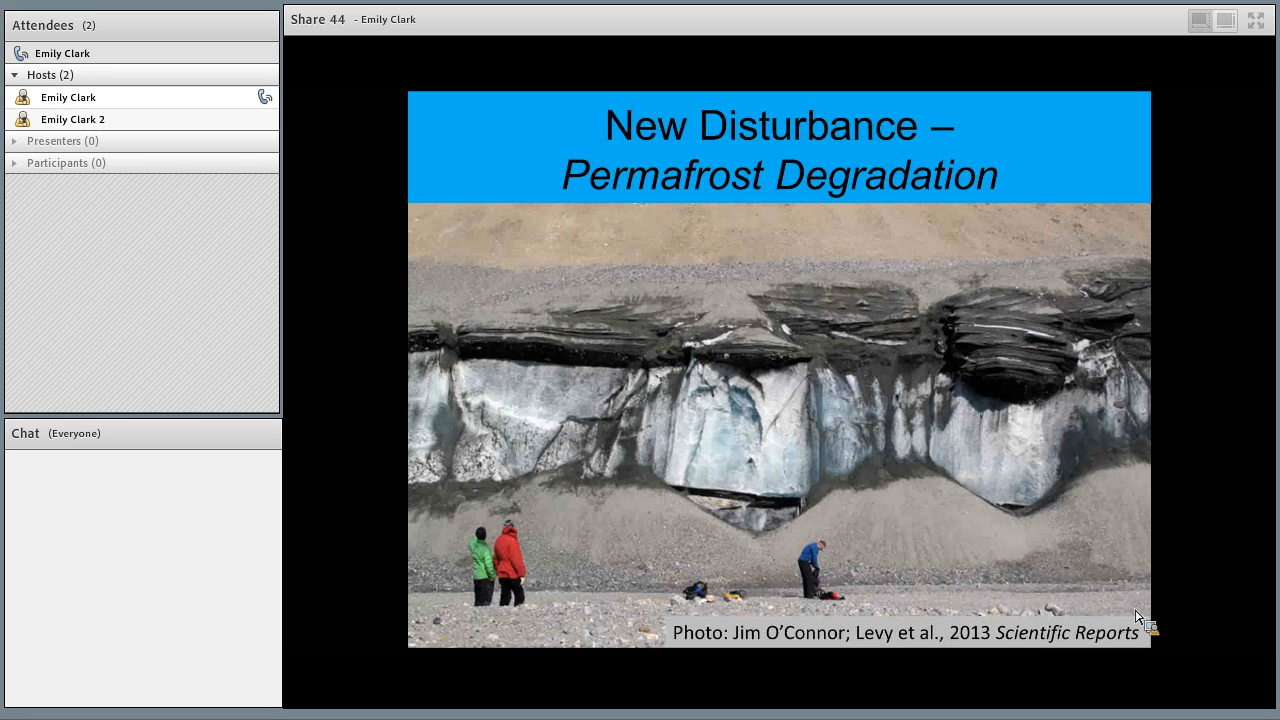 Attendees (2)
Emily Clark
Hosts (2)
Emily Clark
Emily Clark 2
Presenters (0)
Participants (0)
Chat (Everyone)
Share 44 - Emily Clark
New Disturbance –
Permafrost Degradation
Photo: Jim O’Connor; Levy et al., 2013 Scientific Reports